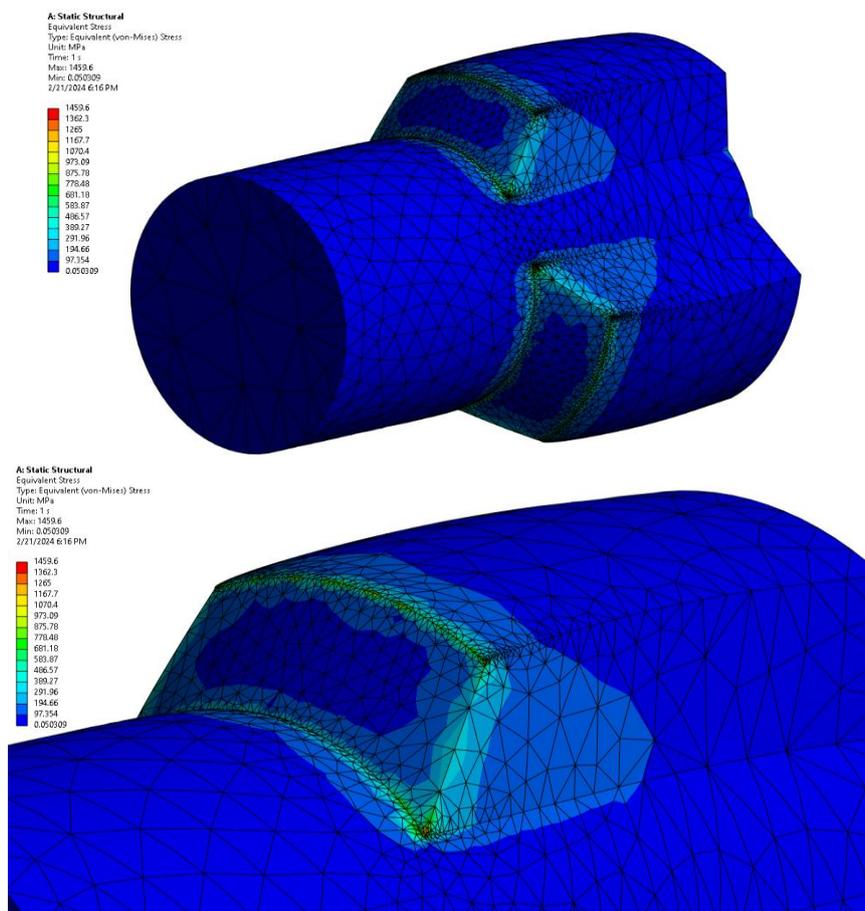 A: Static Structural
Equivalent Stress
Type: Equivalent (von-Mises) Stress
Unit: MPa
Time: 1 s
Max: 1459.6
Min: 0.050309
2/21/2024 6:16 PM
1459.6
1362.3
1265
1167.7
1070.4
973.09
875.78
778.48
681.18
583.87
486.57
389.27
291.96
194.66
97.354
0.050309
A: Static Structural
Equivalent Stress
Type: Equivalent (von-Mises) Stress
Unit: MPa
Time: 1 s
Max: 1459.6
Min: 0.050309
2/21/2024 6:16 PM
1459.6
1362.3
1265
1167.7
1070.4
973.09
875.78
778.48
681.18
583.87
486.57
389.27
291.96
194.66
97.354
0.050309